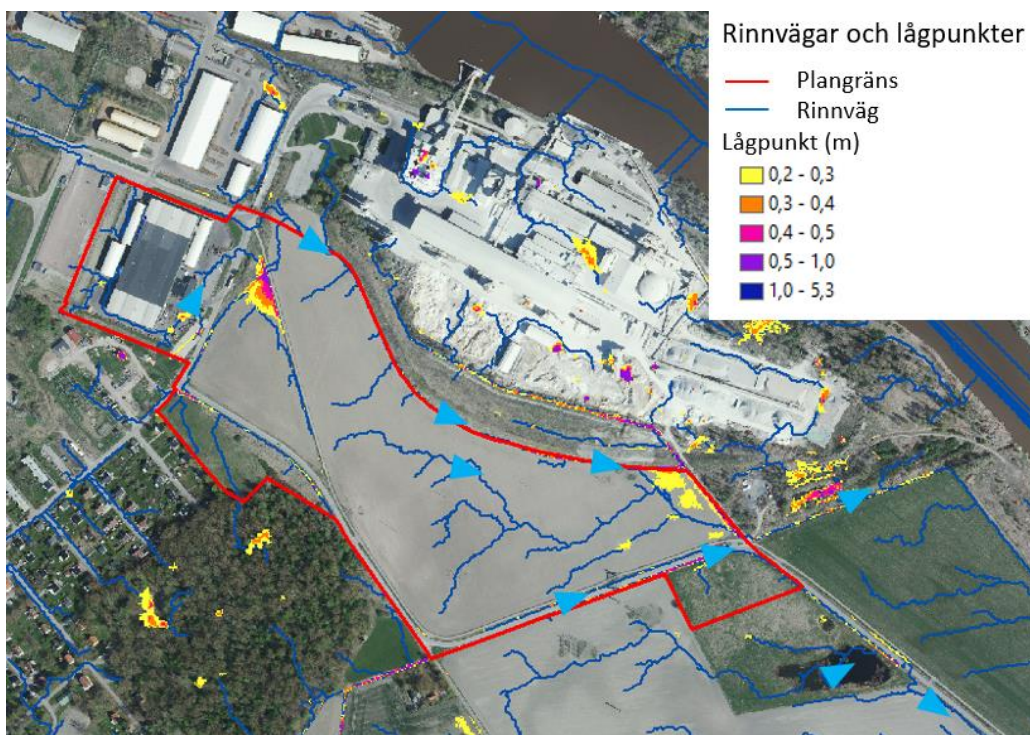 Rinnvägar och lågpunkter
Plangräns
Rinnväg
Lågpunkt (m)
0,2 - 0,3
0,3 - 0,4
0,4 - 0,5
0,5 - 1,0
1,0 - 5,3